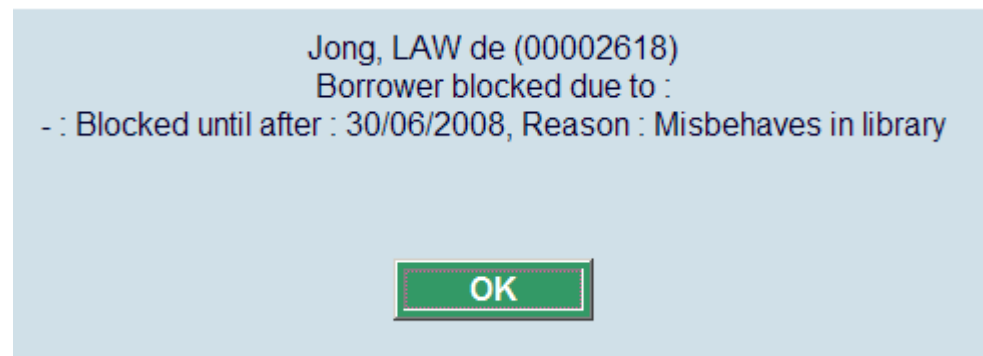 Jong, LAW de (00002618)
Borrower blocked due to :
- : Blocked until after : 30/06/2008, Reason : Misbehaves in library
OK